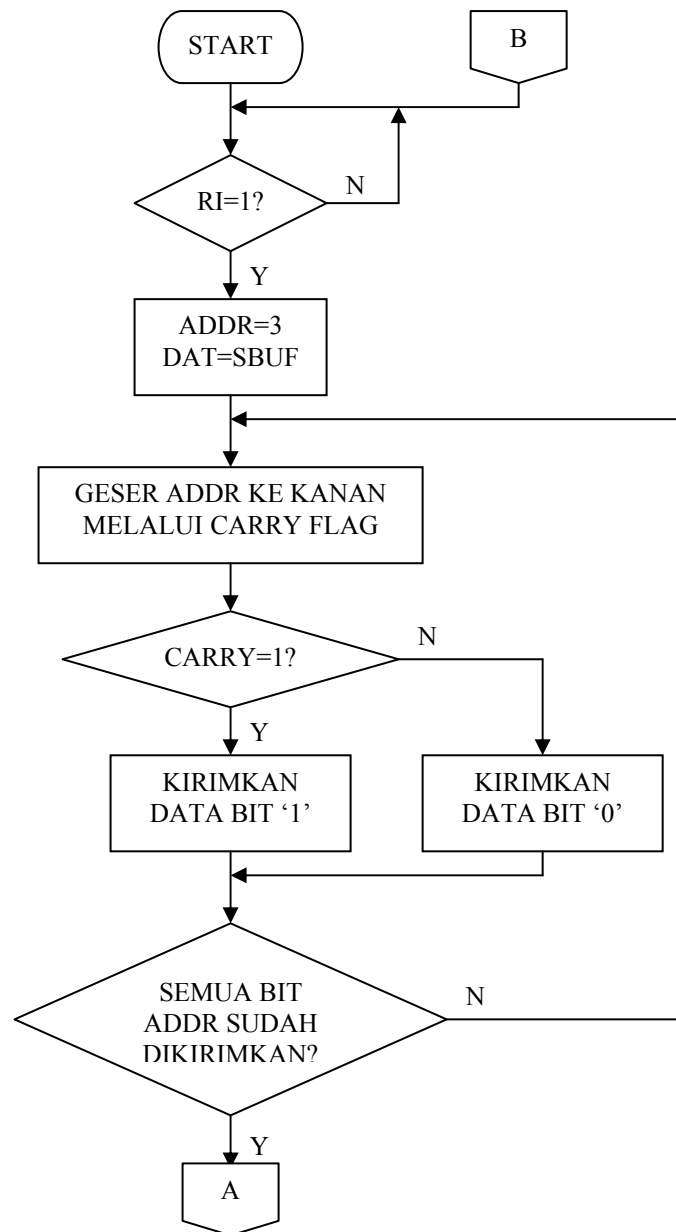 START
B
RI=1?
N
Y
ADDR=3
DAT=SBUF
GESER ADDR KE KANAN
MELALUI CARRY FLAG
CARRY=1?
N
Y
KIRIMKAN
DATA BIT ‘1’
KIRIMKAN
DATA BIT ‘0’
SEMUA BIT
ADDR SUDAH
DIKIRIMKAN?
N
Y
A